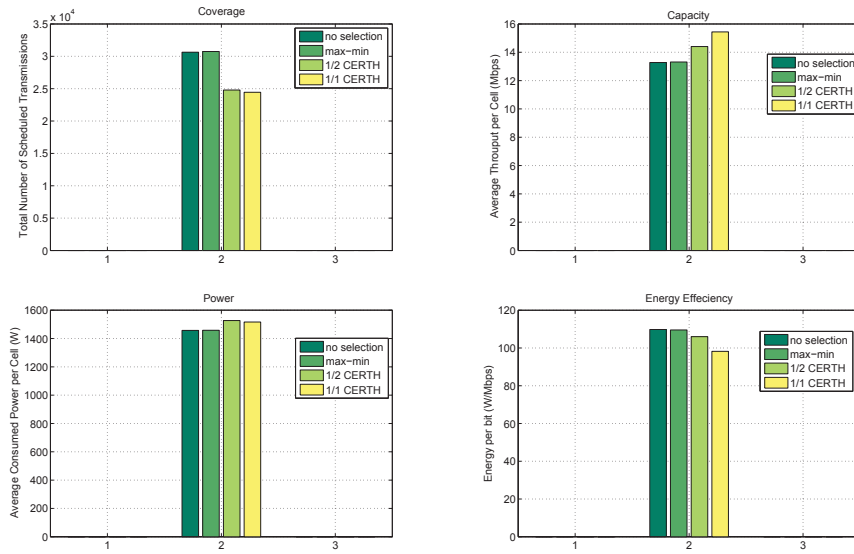 Coverage
x 10^4
Total Number of Scheduled Transmissions
3.5
3
2.5
2
1.5
1
0.5
0
1 2 3
no selection
max−min
1/2 CERTH
1/1 CERTH
Capacity
Average Throuput per Cell (Mbps)
16
14
12
10
8
6
4
2
0
1 2 3
no selection
max−min
1/2 CERTH
1/1 CERTH
Power
Average Consumed Power per Cell (W)
1600
1400
1200
1000
800
600
400
200
0
1 2 3
no selection
max−min
1/2 CERTH
1/1 CERTH
Energy Effeciency
Energy per bit (W/Mbps)
120
100
80
60
40
20
0
1 2 3
no selection
max−min
1/2 CERTH
1/1 CERTH